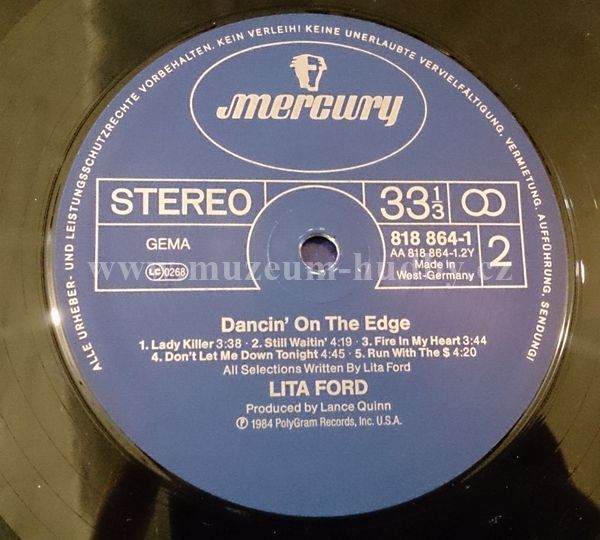 ALLE URHEBER- UND LEISTUNGSSCHUTZRECHTE VORBEHALTEN. KEIN VERLEIH! KEINE UNERLAUBTE VERVIELFÄLTIGUNG, VERMIETUNG, AUFFÜHRUNG, SENDUNG!
mercury
STEREO
33 1/3
GEMA
818 864-1
AA 818 864-1.2Y
Made in
West-Germany
2
LC 0268
www.muzeum-hudby.cz
Dancin' On The Edge
1. Lady Killer 3:38 · 2. Still Waitin' 4:19 · 3. Fire In My Heart 3:44
4. Don't Let Me Down Tonight 4:45 · 5. Run With The $ 4:20
All Selections Written By Lita Ford
LITA FORD
Produced by Lance Quinn
℗ 1984 PolyGram Records, Inc. U.S.A.